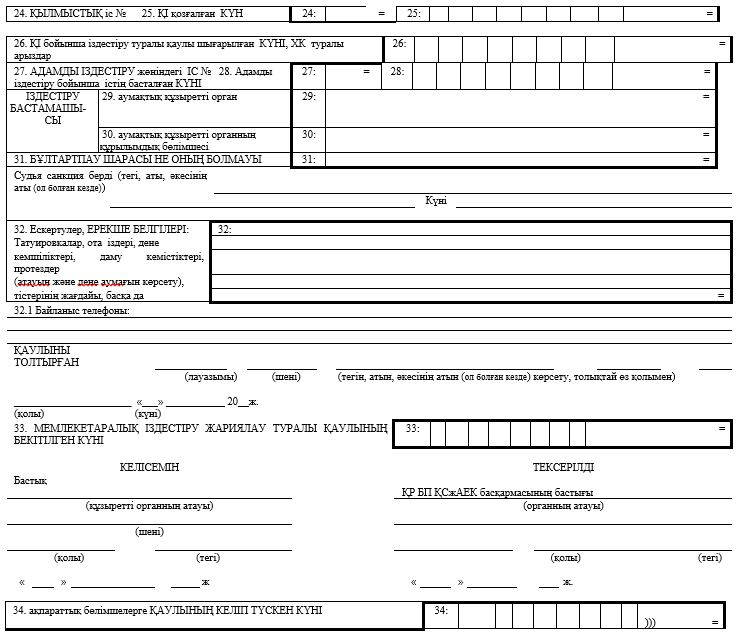 24. ҚЫЛМЫСТЫҚ іс № 25. ҚІ қозғалған КҮН 24: = 25: =
26. ҚІ бойынша іздестіру туралы қаулы шығарылған КҮНІ, ХҚ туралы 26: =
арыздар
27. АДАМДЫ ІЗДЕСТІРУ жөніндегі ІС № 28. Адамды 27: = 28: =
іздестіру бойынша істің басталған КҮНІ
ІЗДЕСТІРУ 29. аумақтық құзыретті орган 29: =
БАСТАМАШЫ-
СЫ
30. аумақтық құзыретті органның 30: =
құрылымдық бөлімшесі
31. БҰЛТАРТПАУ ШАРАСЫ НЕ ОНЫҢ БОЛМАУЫ 31: =
Судья санкция берді (тегі, аты, әкесінің
аты (ол болған кезде))
Күні
32. Ескертулер, ЕРЕКШЕ БЕЛГІЛЕРІ: 32:
Татуировкалар, ота іздері, дене
кемшіліктері, даму кемістіктері,
протездер
(атауын және дене аумағын көрсету),
тістерінің жағдайы, басқа да =
32.1 Байланыс телефоны:
ҚАУЛЫНЫ
ТОЛТЫРҒАН
(лауазымы) (шені) (тегін, атын, әкесінің атын (ол болған кезде) көрсету, толықтай өз қолымен)
«__» 20__ж.
(қолы) (күні)
33. МЕМЛЕКЕТАРАЛЫҚ ІЗДЕСТІРУ ЖАРИЯЛАУ ТУРАЛЫ ҚАУЛЫНЫҢ 33: =
БЕКІТІЛГЕН КҮНІ
КЕЛІСЕМІН ТЕКСЕРІЛДІ
Бастық
ҚР БП ҚСжАЕК басқармасының бастығы
(құзыретті органның атауы) (органның атауы)
(шені)
(қолы) (тегі) (қолы) (тегі)
« ____ » ____ ж « ____ » ____ ж.
34. ақпараттық бөлімшелерге ҚАУЛЫНЫҢ КЕЛІП ТҮСКЕН КҮНІ 34: ))) =